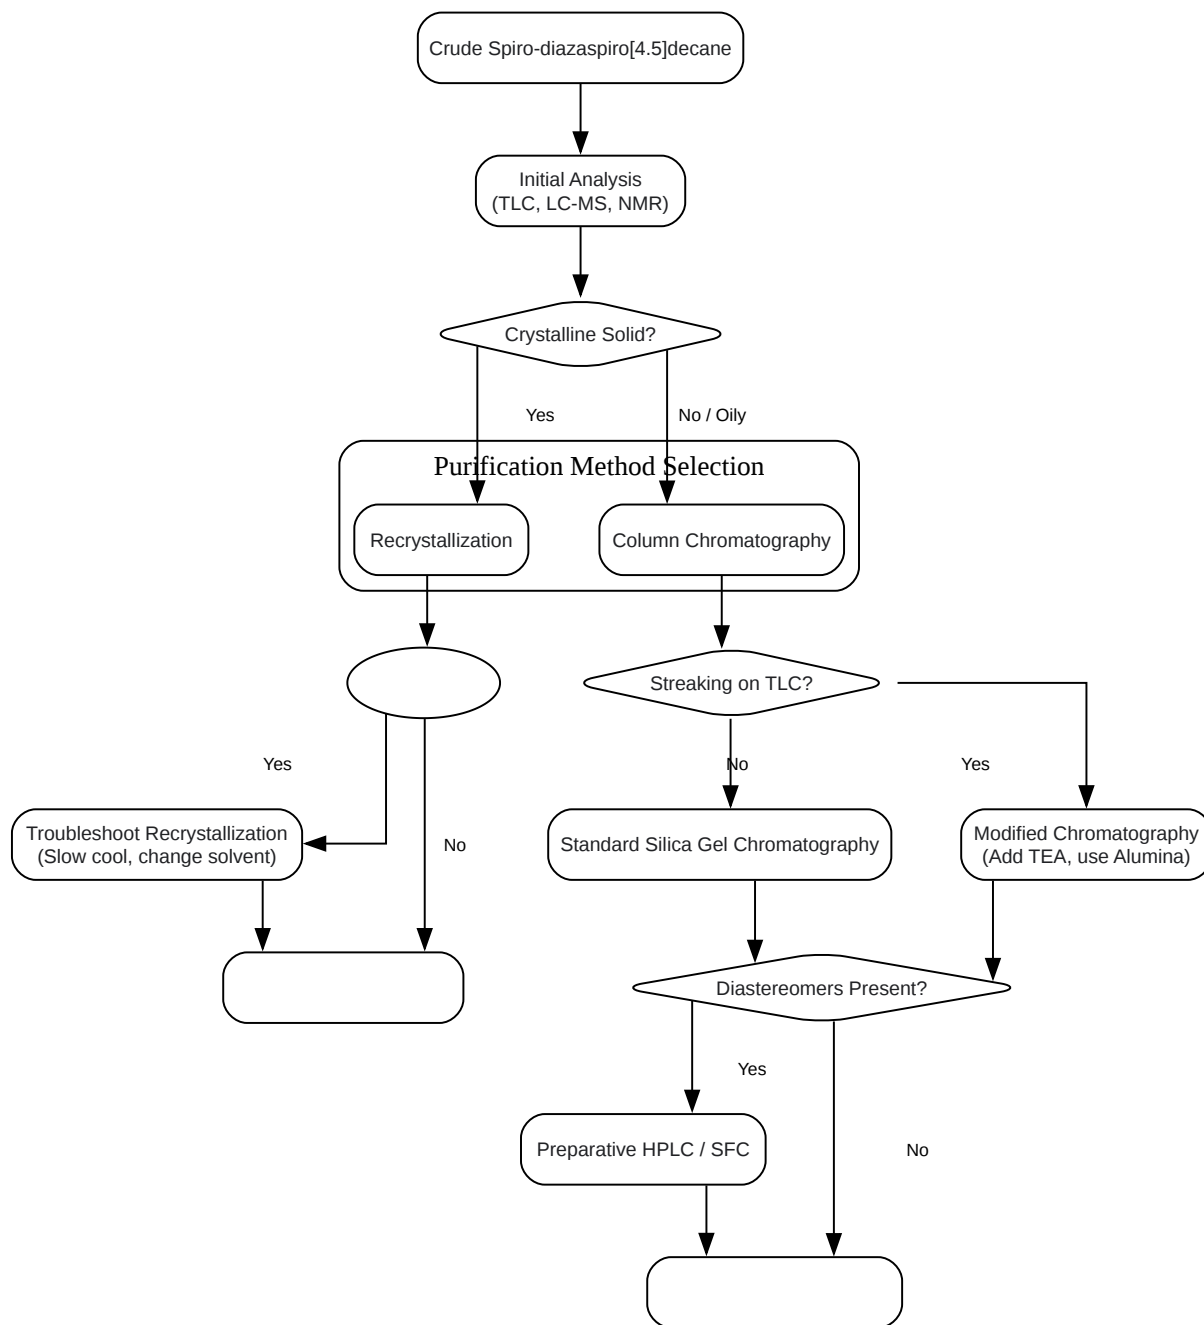 Crude Spiro-diazaspiro[4.5]decane
Initial Analysis
(TLC, LC-MS, NMR)
Crystalline Solid?
Yes
No / Oily
Purification Method Selection
Recrystallization
Column Chromatography
Streaking on TLC?
Yes
No
Yes
Troubleshoot Recrystallization
(Slow cool, change solvent)
No
Standard Silica Gel Chromatography
Modified Chromatography
(Add TEA, use Alumina)
Diastereomers Present?
Yes
Preparative HPLC / SFC
No